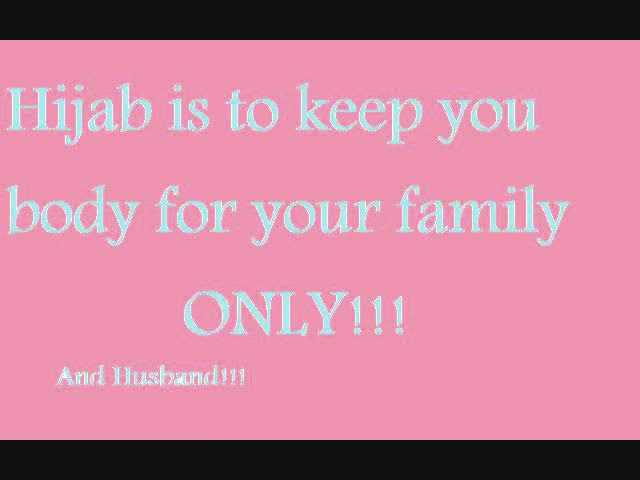 Hijab is to keep you
body for your family
ONLY!!!
And Husband!!!